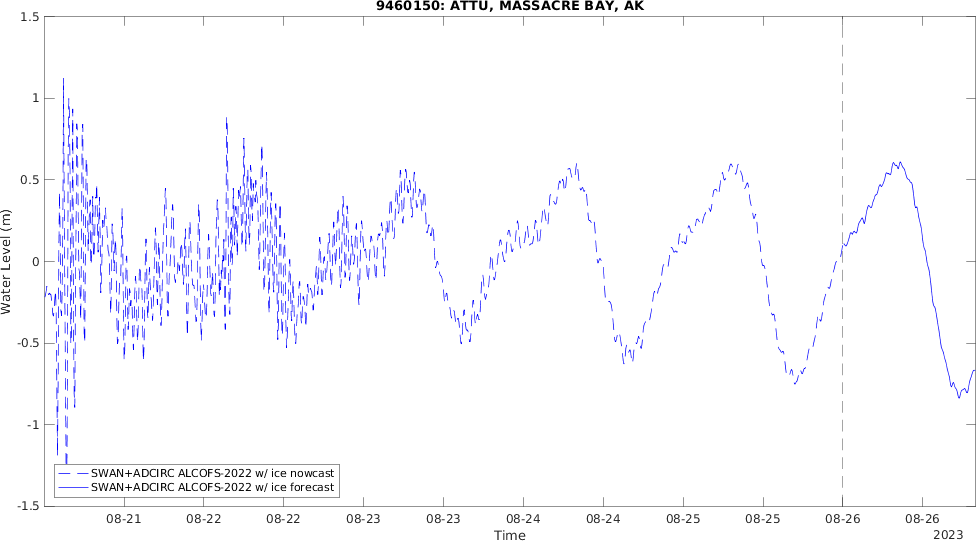 9460150: ATTU, MASSACRE BAY, AK
1.5
1
0.5
0
-0.5
-1
-1.5
Water Level (m)
SWAN+ADCIRC ALCOFS-2022 w/ ice nowcast
SWAN+ADCIRC ALCOFS-2022 w/ ice forecast
08-21 08-22 08-22 08-23 08-23 08-24 08-24 08-25 08-25 08-26 08-26
Time
2023